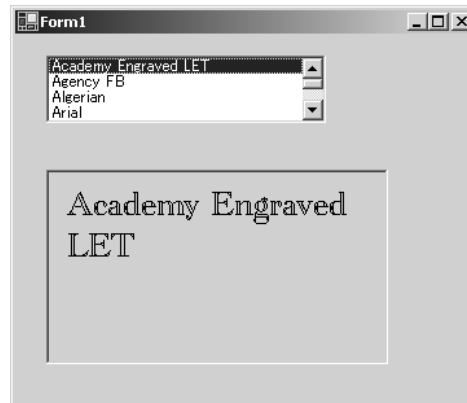 Form1
Academy Engraved LET
Agency FB
Algerian
Arial
Academy Engraved
LET